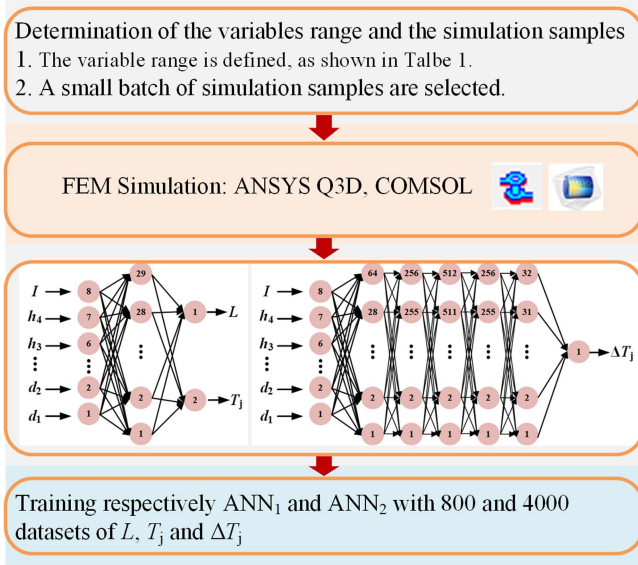 Determination of the variables range and the simulation samples
1. The variable range is defined, as shown in Talbe 1.
2. A small batch of simulation samples are selected.
FEM Simulation: ANSYS Q3D, COMSOL
I 8 29
h₄ 7 28 1 L
h₃ 6
⋮ ⋮ ⋮
d₂ 2 2 2 Tⱼ
d₁ 1 1
I 8 64 256 512 256 32
h₄ 7 28 255 511 255 31
h₃ 6 1 ΔTⱼ
⋮ ⋮ ⋮ ⋮ ⋮ ⋮ ⋮
d₂ 2 2 2 2 2 2
d₁ 1 1 1 1 1 1
Training respectively ANN₁ and ANN₂ with 800 and 4000
datasets of L, Tⱼ and ΔTⱼ